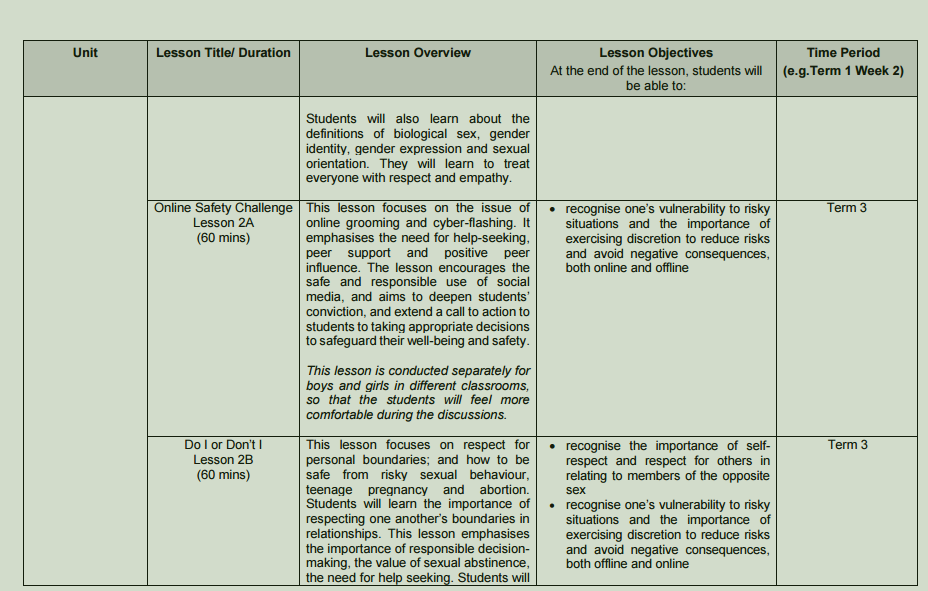 Unit
Lesson Title/ Duration
Lesson Overview
Lesson Objectives
At the end of the lesson, students will
be able to:
Time Period
(e.g.Term 1 Week 2)
Students will also learn about the
definitions of biological sex, gender
identity, gender expression and sexual
orientation. They will learn to treat
everyone with respect and empathy.
Online Safety Challenge
Lesson 2A
(60 mins)
This lesson focuses on the issue of
online grooming and cyber-flashing. It
emphasises the need for help-seeking,
peer support and positive peer
influence. The lesson encourages the
safe and responsible use of social
media, and aims to deepen students'
conviction, and extend a call to action to
students to taking appropriate decisions
to safeguard their well-being and safety.
This lesson is conducted separately for
boys and girls in different classrooms,
so that the students will feel more
comfortable during the discussions.
• recognise one's vulnerability to risky
situations and the importance of
exercising discretion to reduce risks
and avoid negative consequences,
both online and offline
Term 3
Do I or Don't I
Lesson 2B
(60 mins)
This lesson focuses on respect for
personal boundaries; and how to be
safe from risky sexual behaviour,
teenage pregnancy and abortion.
Students will learn the importance of
respecting one another's boundaries in
relationships. This lesson emphasises
the importance of responsible decision-
making, the value of sexual abstinence,
the need for help seeking. Students will
• recognise the importance of self-
respect and respect for others in
relating to members of the opposite
sex
• recognise one's vulnerability to risky
situations and the importance of
exercising discretion to reduce risks
and avoid negative consequences,
both offline and online
Term 3